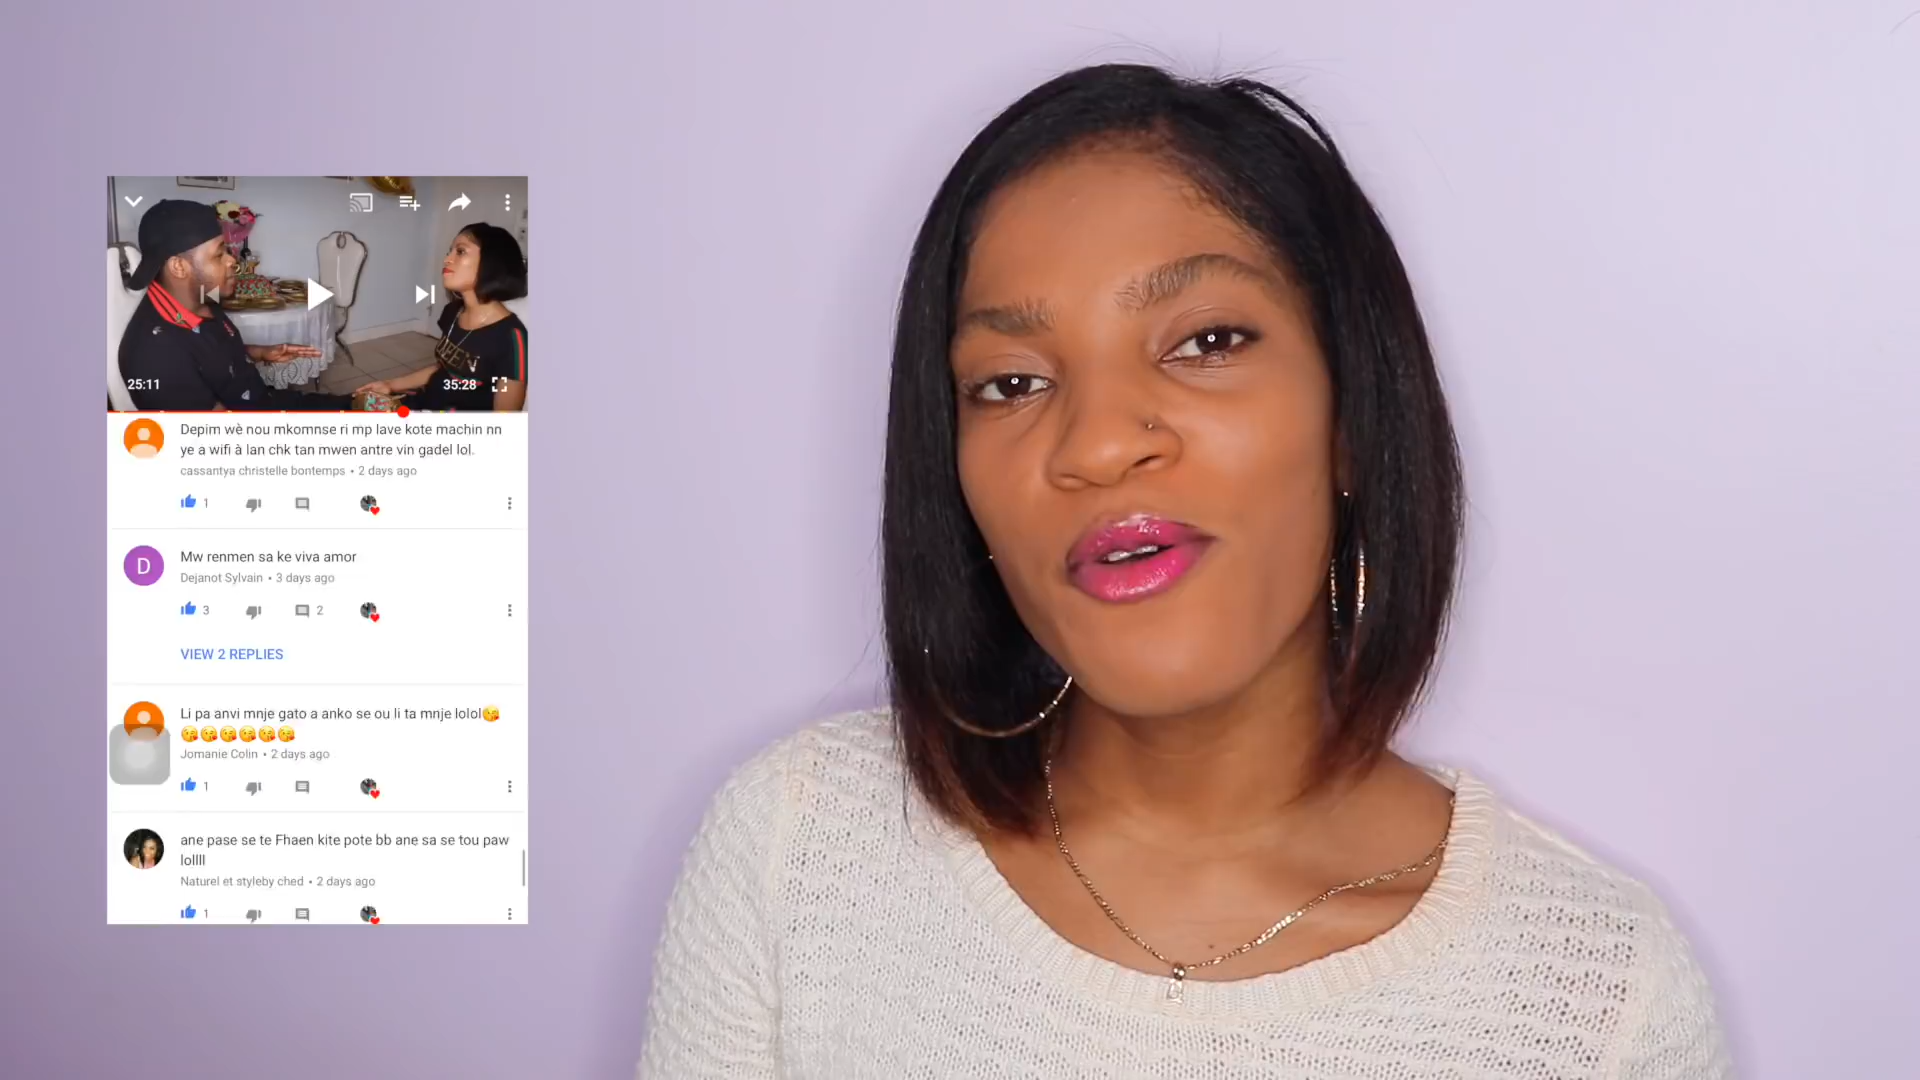 25:11
35:28
Depim wè nou mkomnse ri mp lave kote machin nn
ye a wifi à lan chk tan mwen antre vin gadel lol.
cassantya christelle bontemps • 2 days ago
1
D
Mw renmen sa ke viva amor
Dejanot Sylvain • 3 days ago
3
2
VIEW 2 REPLIES
Li pa anvi mnje gato a anko se ou li ta mnje lolol😘
😘😘😘😘😘😘
Jomanie Colin • 2 days ago
1
ane pase se te Fhaen kite pote bb ane sa se tou paw
lollll
Naturel et styleby ched • 2 days ago
1